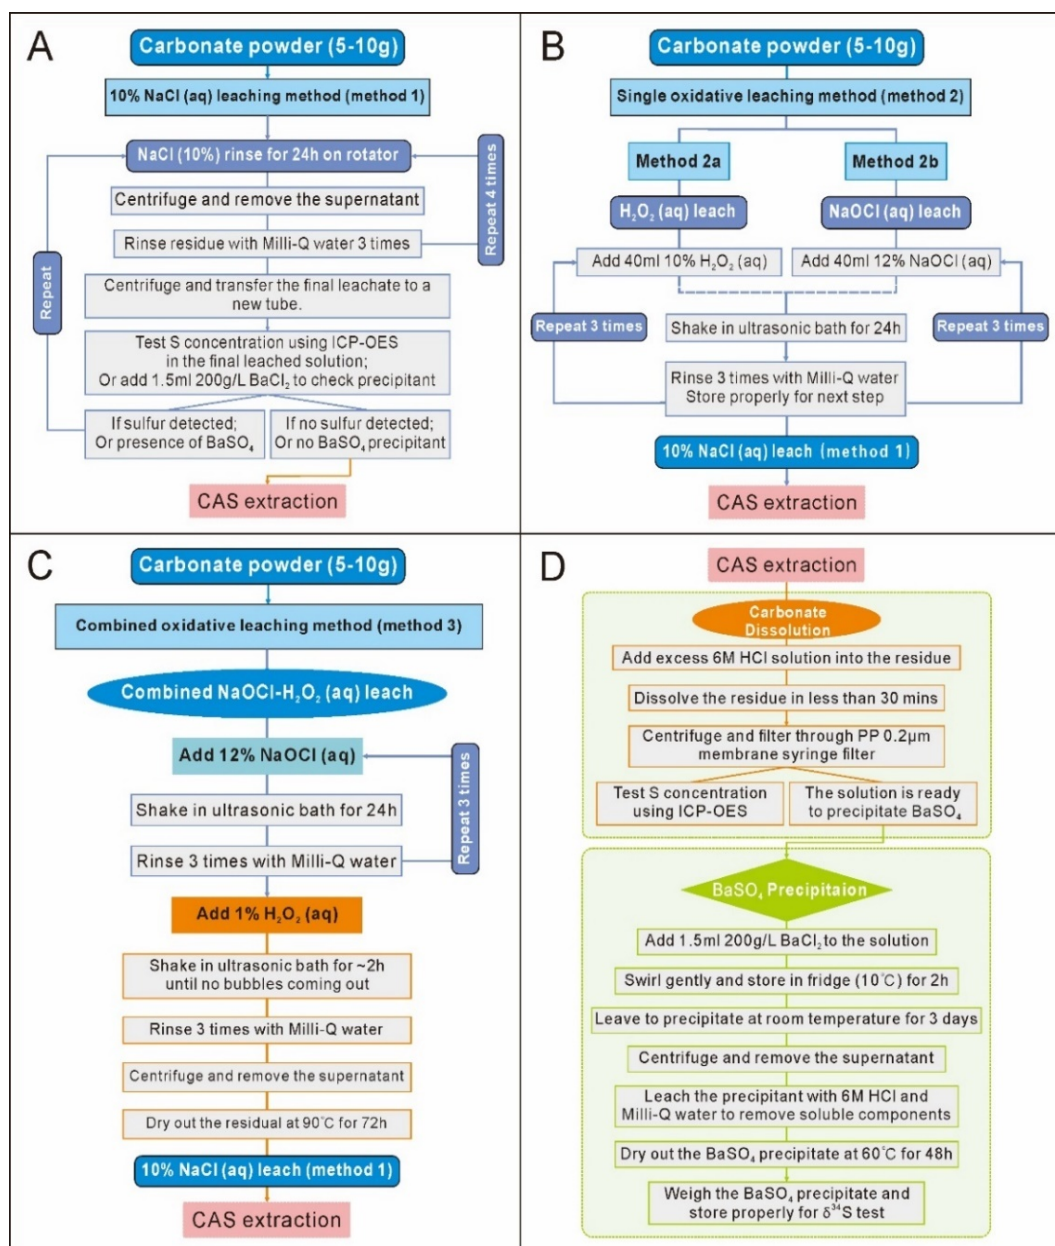 A
Carbonate powder (5-10g)
10% NaCl (aq) leaching method (method 1)
NaCl (10%) rinse for 24h on rotator
Centrifuge and remove the supernatant
Rinse residue with Milli-Q water 3 times
Repeat 4 times
Repeat
Centrifuge and transfer the final leachate to a
new tube.
Test S concentration using ICP-OES
in the final leached solution;
Or add 1.5ml 200g/L BaCl₂ to check precipitant
If sulfur detected;
Or presence of BaSO₄
If no sulfur detected;
Or no BaSO₄ precipitant
CAS extraction
B
Carbonate powder (5-10g)
Single oxidative leaching method (method 2)
Method 2a
Method 2b
H₂O₂ (aq) leach
NaOCl (aq) leach
Add 40ml 10% H₂O₂ (aq)
Add 40ml 12% NaOCl (aq)
Repeat 3 times
Shake in ultrasonic bath for 24h
Repeat 3 times
Rinse 3 times with Milli-Q water
Store properly for next step
10% NaCl (aq) leach (method 1)
CAS extraction
C
Carbonate powder (5-10g)
Combined oxidative leaching method (method 3)
Combined NaOCl-H₂O₂ (aq) leach
Add 12% NaOCl (aq)
Shake in ultrasonic bath for 24h
Rinse 3 times with Milli-Q water
Repeat 3 times
Add 1% H₂O₂ (aq)
Shake in ultrasonic bath for ~2h
until no bubbles coming out
Rinse 3 times with Milli-Q water
Centrifuge and remove the supernatant
Dry out the residual at 90℃ for 72h
10% NaCl (aq) leach (method 1)
CAS extraction
D
CAS extraction
Carbonate
Dissolution
Add excess 6M HCl solution into the residue
Dissolve the residue in less than 30 mins
Centrifuge and filter through PP 0.2μm
membrane syringe filter
Test S concentration
using ICP-OES
The solution is ready
to precipitate BaSO₄
BaSO₄ Precipitaion
Add 1.5ml 200g/L BaCl₂ to the solution
Swirl gently and store in fridge (10℃) for 2h
Leave to precipitate at room temperature for 3 days
Centrifuge and remove the supernatant
Leach the precipitant with 6M HCl and
Milli-Q water to remove soluble components
Dry out the BaSO₄ precipitate at 60℃ for 48h
Weigh the BaSO₄ precipitate and
store properly for δ³⁴S test